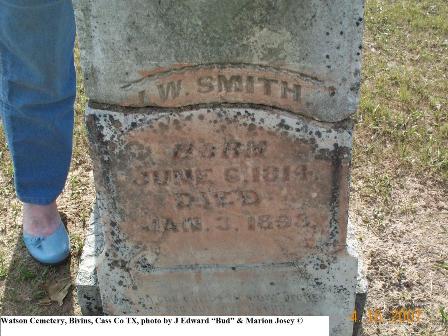 W. SMITH
BORN
JUNE 6, 1814
DIED
JAN. 3. 1893.
4 15 2007
Watson Cemetery, Bivins, Cass Co TX, photo by J Edward “Bud” & Marion Josey ©